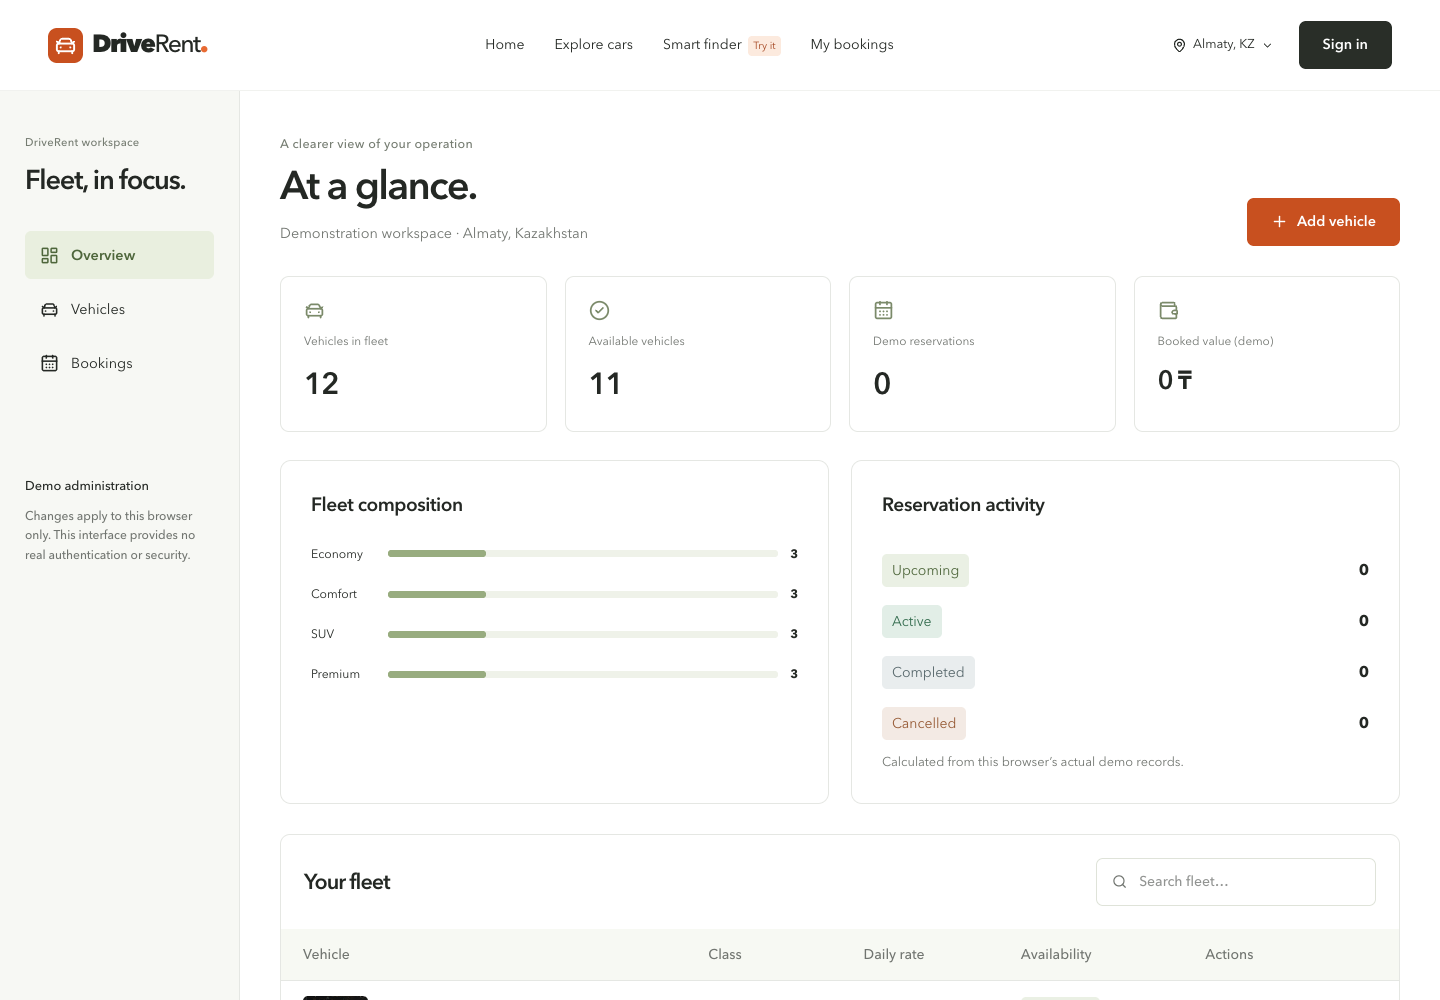 DriveRent.
Home
Explore cars
Smart finder Try it
My bookings
Almaty, KZ
Sign in
DriveRent workspace
Fleet, in focus.
Overview
Vehicles
Bookings
Demo administration
Changes apply to this browser
only. This interface provides no
real authentication or security.
A clearer view of your operation
At a glance.
Demonstration workspace · Almaty, Kazakhstan
Add vehicle
Vehicles in fleet
12
Available vehicles
11
Demo reservations
0
Booked value (demo)
0 ₸
Fleet composition
Economy 3
Comfort 3
SUV 3
Premium 3
Reservation activity
Upcoming 0
Active 0
Completed 0
Cancelled 0
Calculated from this browser’s actual demo records.
Your fleet
Search fleet…
Vehicle Class Daily rate Availability Actions